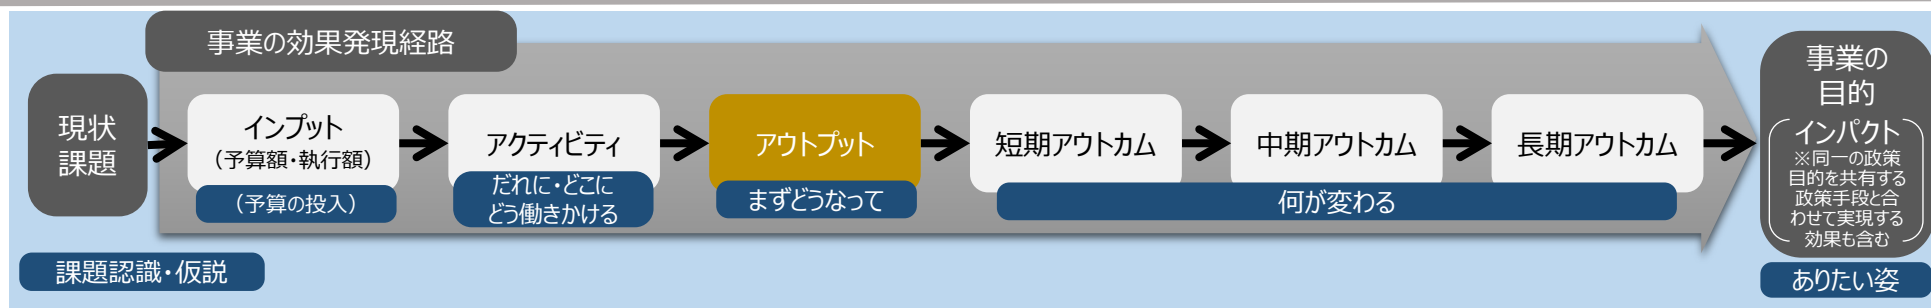 事業の効果発現経路
現状
課題
インプット
（予算額・執行額）
（予算の投入）
アクティビティ
だれに・どこに
どう働きかける
アウトプット
まずどうなって
短期アウトカム
中期アウトカム
長期アウトカム
何が変わる
事業の
目的
インパクト
※同一の政策
目的を共有する
政策手段と合
わせて実現する
効果も含む
課題認識・仮説
ありたい姿